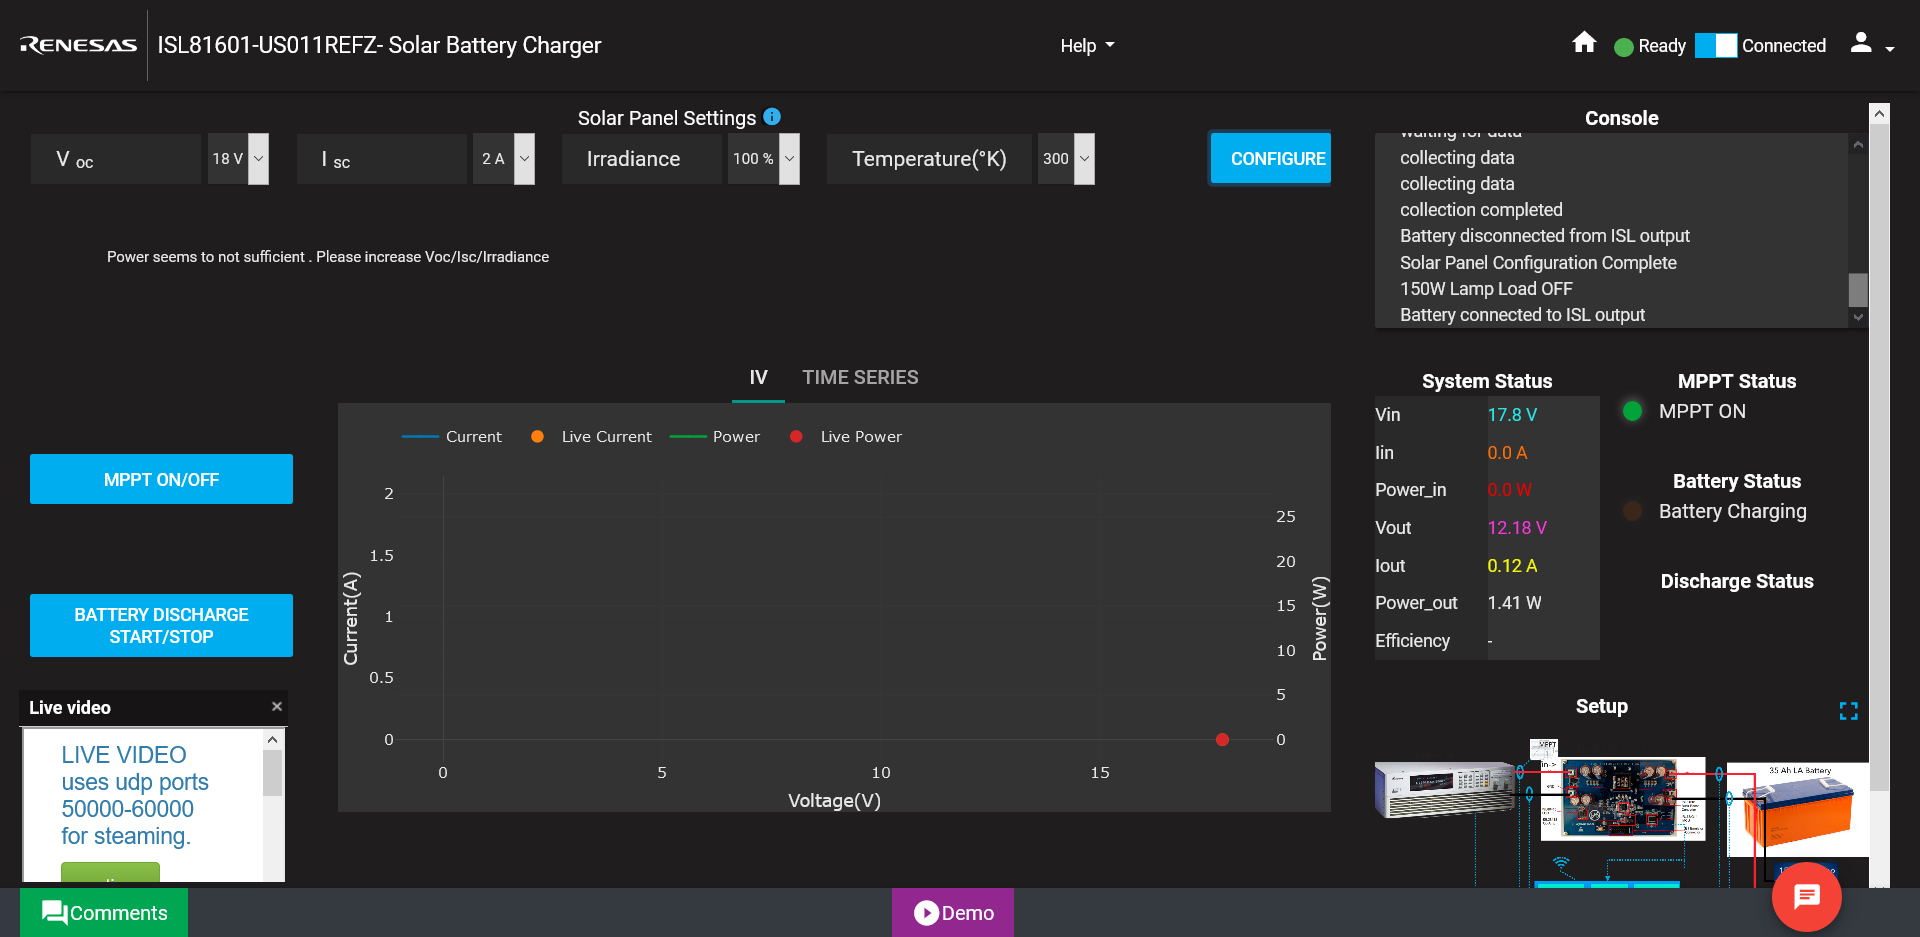 RENESAS
ISL81601-US011REFZ- Solar Battery Charger
Help
Ready
Connected
Solar Panel Settings
V oc
18 V
I sc
2 A
Irradiance
100 %
Temperature(°K)
300
CONFIGURE
Power seems to not sufficient . Please increase Voc/Isc/Irradiance
Console
waiting for data
collecting data
collecting data
collection completed
Battery disconnected from ISL output
Solar Panel Configuration Complete
150W Lamp Load OFF
Battery connected to ISL output
IV
TIME SERIES
Current
Live Current
Power
Live Power
2
1.5
1
0.5
0
Current(A)
25
20
15
10
5
0
Power(W)
0
5
10
15
Voltage(V)
MPPT ON/OFF
BATTERY DISCHARGE
START/STOP
Live video
LIVE VIDEO
uses udp ports
50000-60000
for steaming.
System Status
Vin 17.8 V
Iin 0.0 A
Power_in 0.0 W
Vout 12.18 V
Iout 0.12 A
Power_out 1.41 W
Efficiency -
MPPT Status
MPPT ON
Battery Status
Battery Charging
Discharge Status
Setup
MPPT
in->
35 Ah LA Battery
Comments
Demo